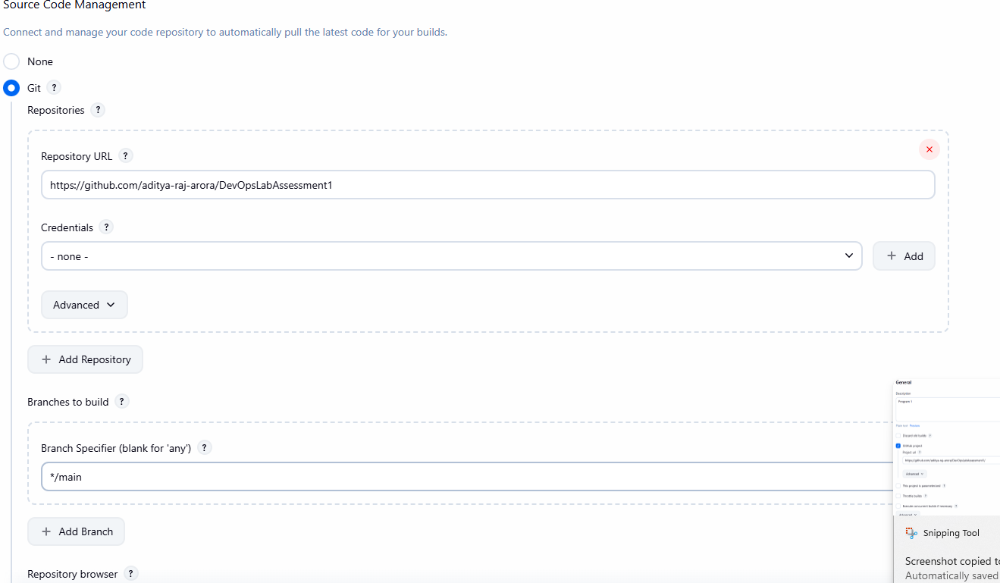 Source Code Management
Connect and manage your code repository to automatically pull the latest code for your builds.
None
Git ?
Repositories ?
Repository URL ?
https://github.com/aditya-raj-arora/DevOpsLabAssessment1
Credentials ?
- none -
Add
Advanced
Add Repository
Branches to build ?
Branch Specifier (blank for 'any') ?
*/main
Add Branch
Repository browser ?
General
Description
Program 1
Plain text Preview
Discard old builds ?
GitHub project
Project url ?
https://github.com/aditya-raj-arora/DevOpsLabAssessment1/
Advanced
This project is parameterized ?
Throttle builds ?
Execute concurrent builds if necessary ?
Advanced
Snipping Tool
Screenshot copied to
Automatically saved